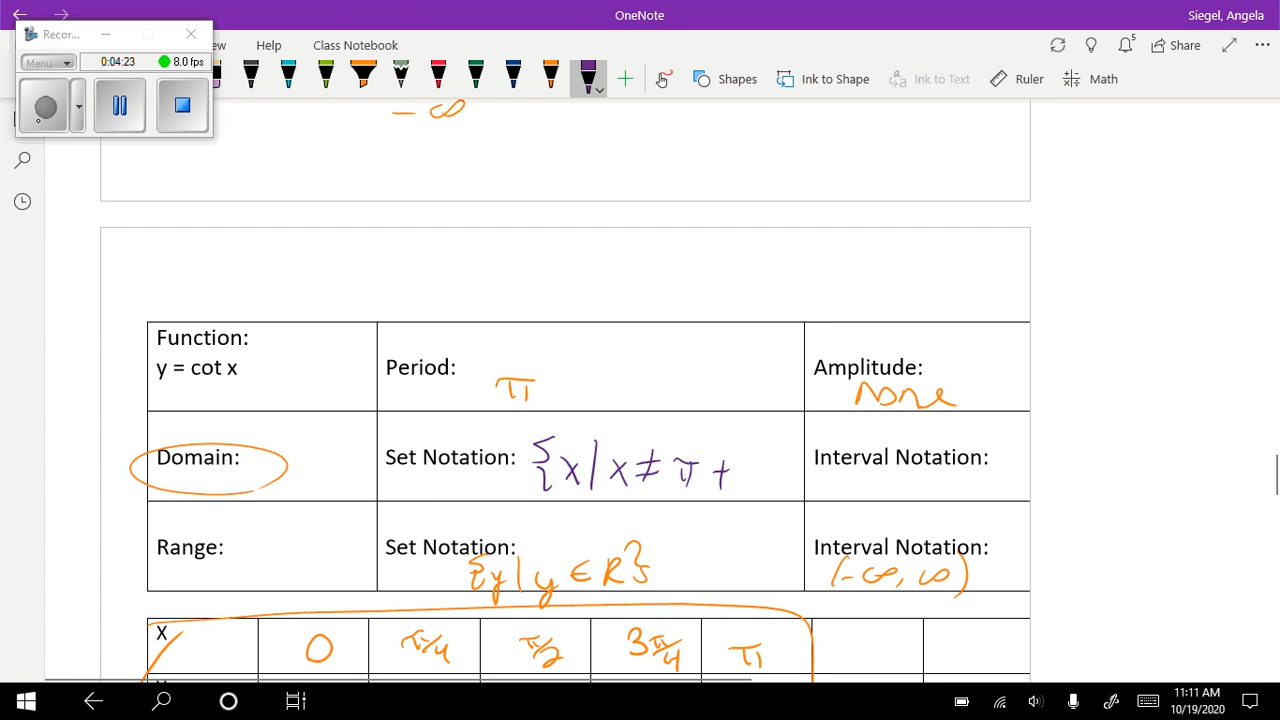 OneNote
Siegel, Angela
Recor...
Menu
0:04:23
8.0 fps
Help
Class Notebook
5
Share
Shapes
Ink to Shape
Ink to Text
Ruler
Math
- ∞
Function:
y = cot x
Period:
π
Amplitude:
None
Domain:
Set Notation: {x | x ≠ π +
Interval Notation:
Range:
Set Notation:
{y | y ∈ R}
Interval Notation:
(-∞, ∞)
X 0 π/4 π/2 3π/4 π
11:11 AM
10/19/2020